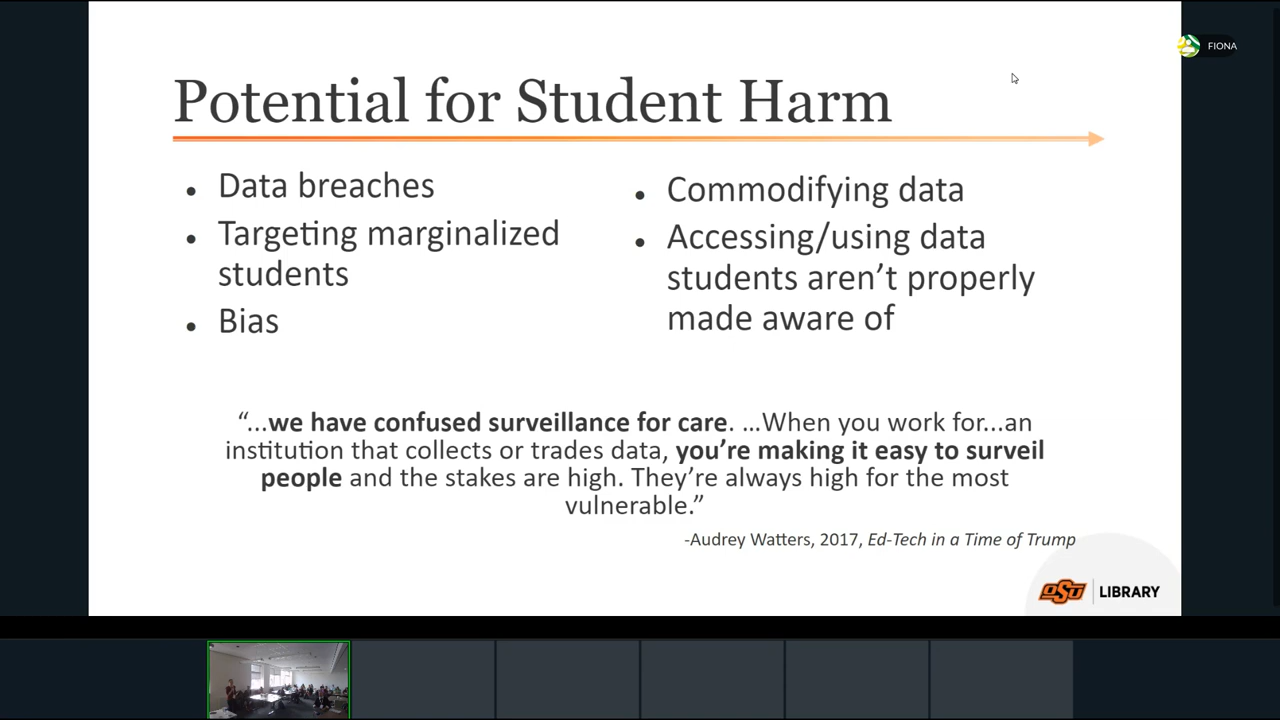 FIONA
Potential for Student Harm
• Data breaches
• Targeting marginalized
students
• Bias
• Commodifying data
• Accessing/using data
students aren’t properly
made aware of
“...we have confused surveillance for care. ...When you work for...an
institution that collects or trades data, you’re making it easy to surveil
people and the stakes are high. They’re always high for the most
vulnerable.”
-Audrey Watters, 2017, Ed-Tech in a Time of Trump
OSU | LIBRARY